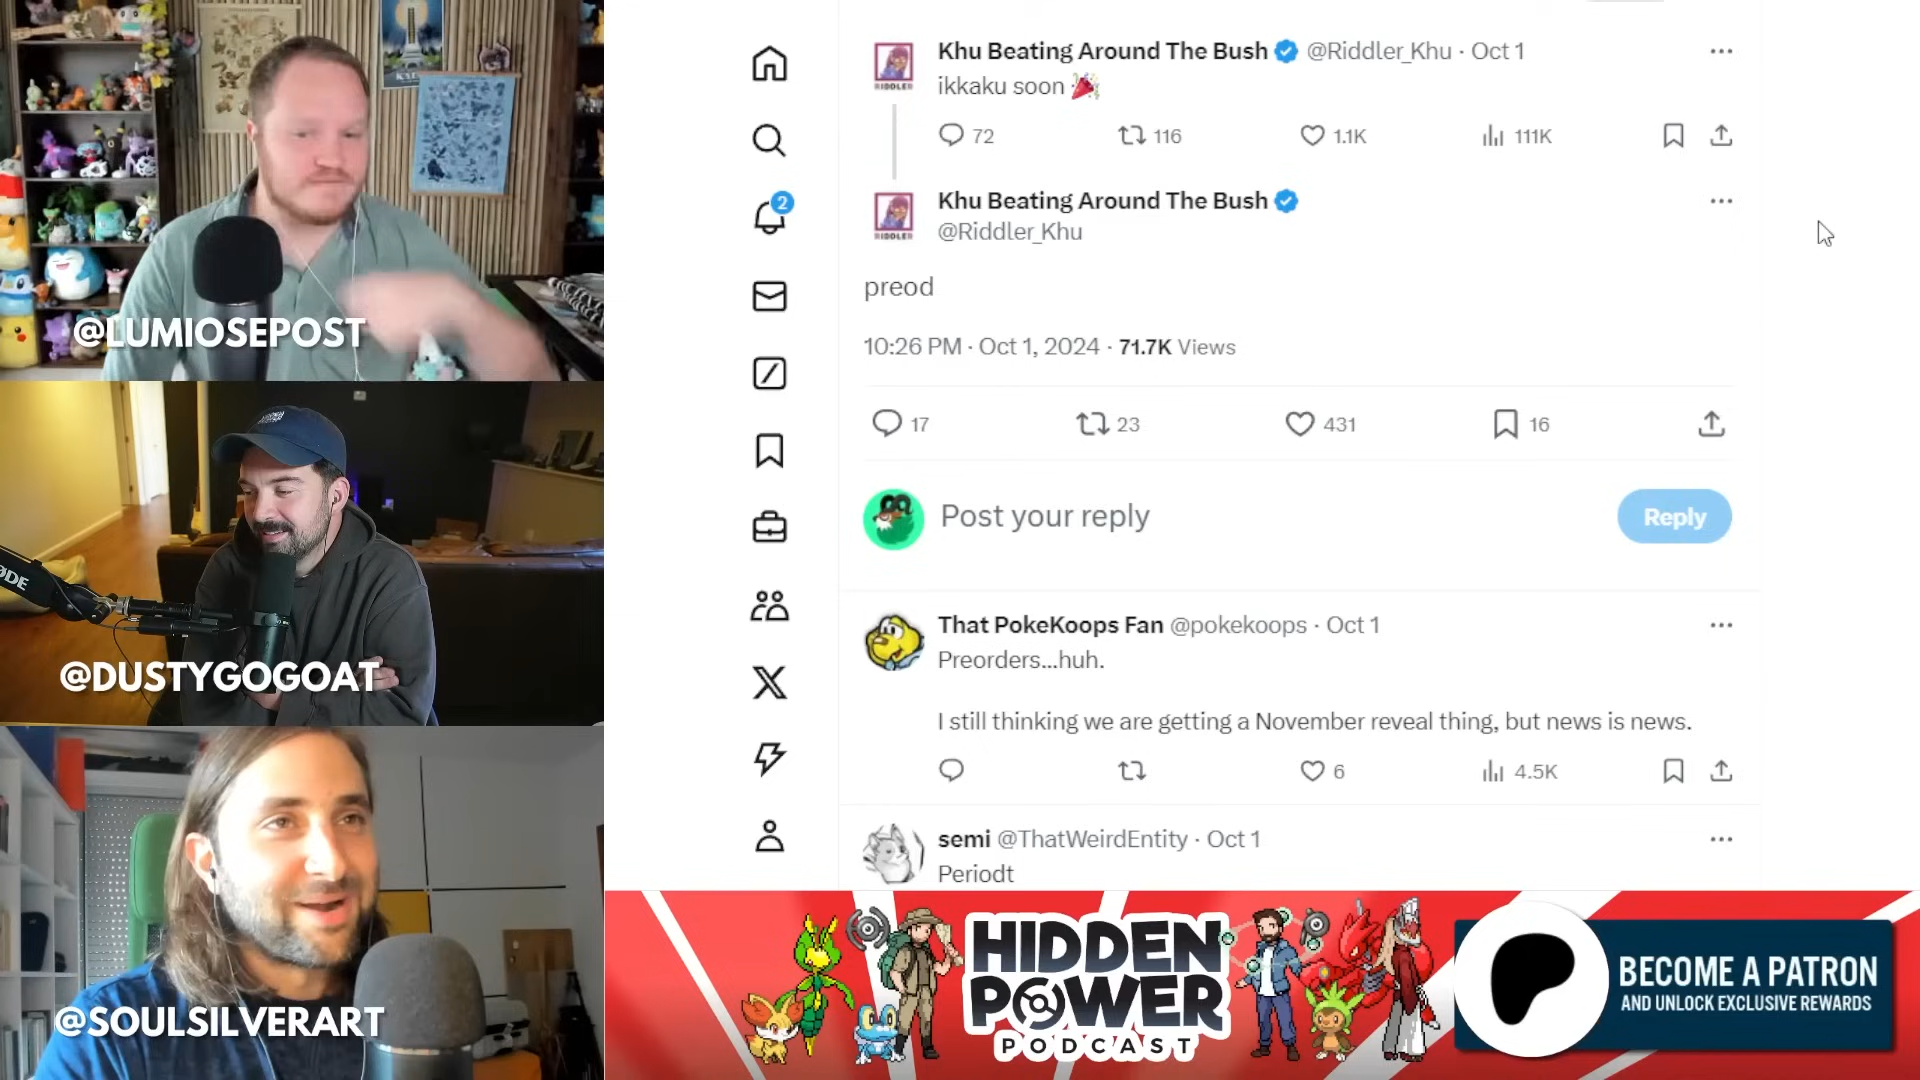 @LUMIOSEPOST
@DUSTYGOGOAT
@SOULSILVERART
2
Khu Beating Around The Bush @Riddler_Khu · Oct 1
ikkaku soon 🎉
72 116 1.1K 111K
Khu Beating Around The Bush
@Riddler_Khu
RIDDLER
preod
10:26 PM · Oct 1, 2024 · 71.7K Views
17 23 431 16
Post your reply
Reply
That PokeKoops Fan @pokekoops · Oct 1
Preorders...huh.
I still thinking we are getting a November reveal thing, but news is news.
6 4.5K
semi @ThatWeirdEntity · Oct 1
Periodt
HIDDEN
POWER
PODCAST
BECOME A PATRON
AND UNLOCK EXCLUSIVE REWARDS